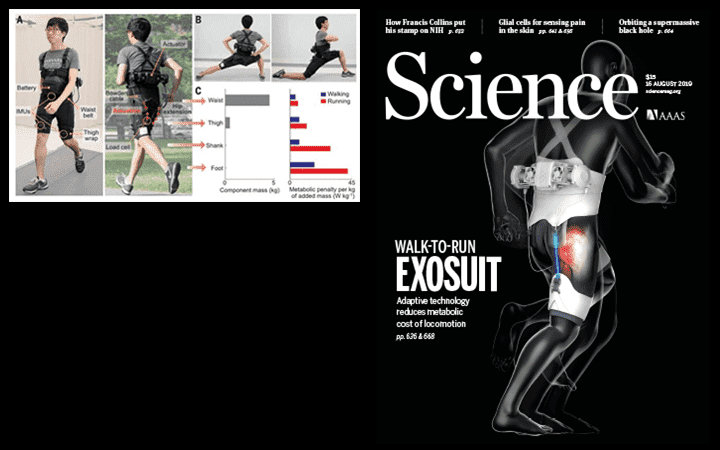 A
B
C
Actuator
Battery
Bowden
cable
IMUs
Waist
belt
Hip
extension
Thigh
wrap
Load cell
Walking
Running
Waist
Thigh
Shank
Foot
0
5
0
45
Component mass (kg)
Metabolic penalty per kg
of added mass (W kg⁻¹)
How Francis Collins put
his stamp on NIH p. 632
Glial cells for sensing pain
in the skin pp. 641 & 695
Orbiting a supermassive
black hole p. 664
Science
$15
16 AUGUST 2019
sciencemag.org
AAAS
WALK-TO-RUN
EXOSUIT
Adaptive technology
reduces metabolic
cost of locomotion
pp. 636 & 668